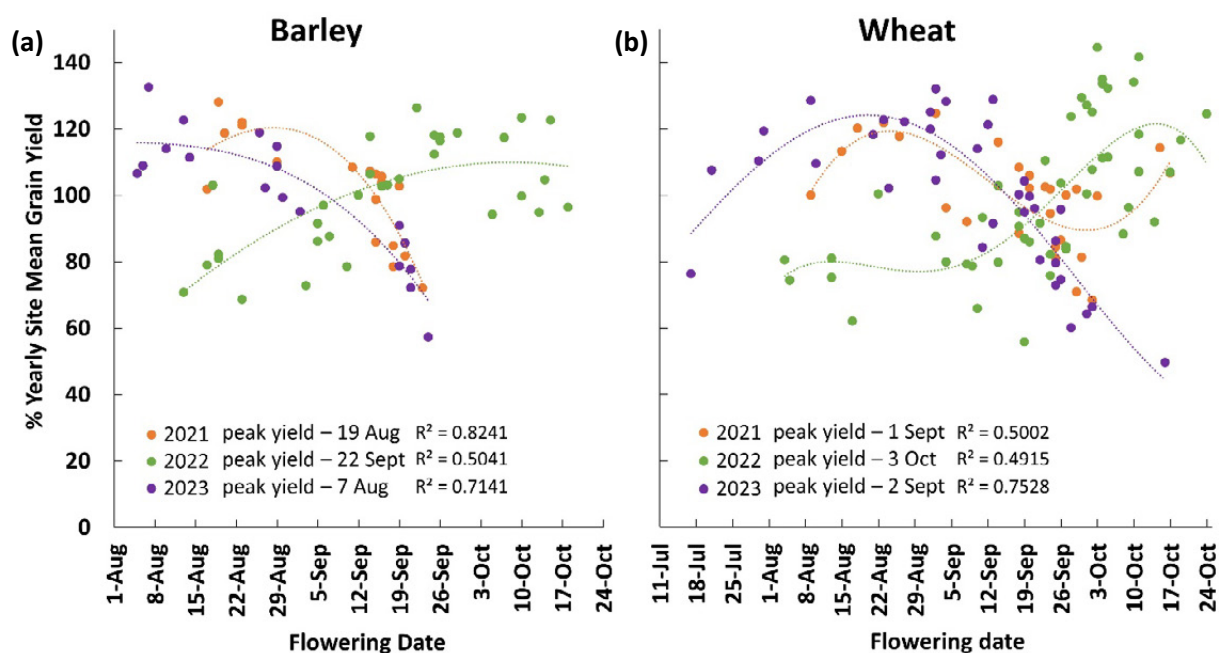 (a) Barley
% Yearly Site Mean Grain Yield
140
120
100
80
60
40
20
0
2021 peak yield – 19 Aug R² = 0.8241
2022 peak yield – 22 Sept R² = 0.5041
2023 peak yield – 7 Aug R² = 0.7141
1-Aug
8-Aug
15-Aug
22-Aug
29-Aug
5-Sep
12-Sep
19-Sep
26-Sep
3-Oct
10-Oct
17-Oct
24-Oct
Flowering Date
(b) Wheat
2021 peak yield – 1 Sept R² = 0.5002
2022 peak yield – 3 Oct R² = 0.4915
2023 peak yield – 2 Sept R² = 0.7528
11-Jul
18-Jul
25-Jul
1-Aug
8-Aug
15-Aug
22-Aug
29-Aug
5-Sep
12-Sep
19-Sep
26-Sep
3-Oct
10-Oct
17-Oct
24-Oct
Flowering date